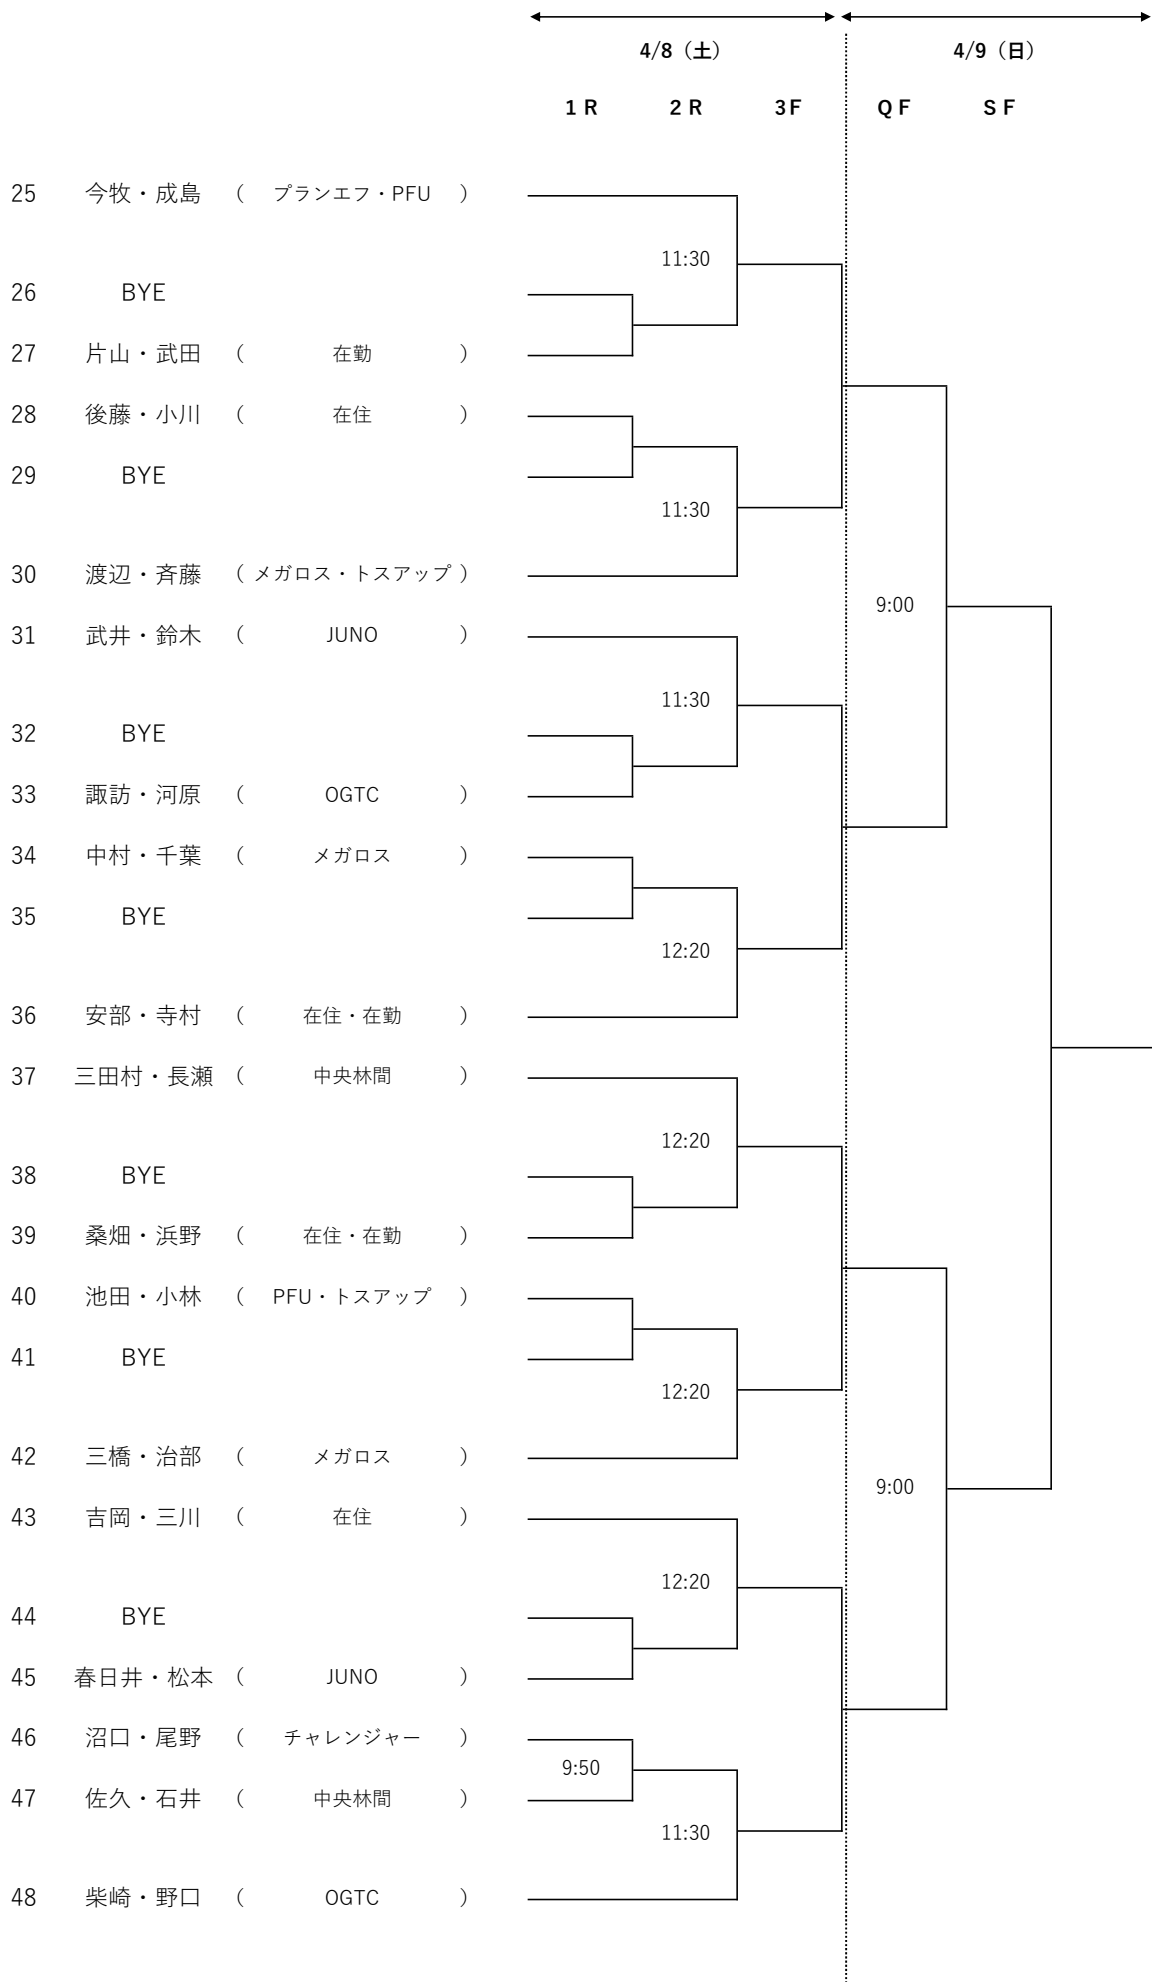 4/8（土） 4/9（日）
1 R 2 R 3F Q F S F
25 今牧・成島 （ プランエフ・PFU ）
11:30
26 BYE
27 片山・武田 （ 在勤 ）
28 後藤・小川 （ 在住 ）
29 BYE
11:30
30 渡辺・斉藤 （ メガロス・トスアップ ）
9:00
31 武井・鈴木 （ JUNO ）
11:30
32 BYE
33 諏訪・河原 （ OGTC ）
34 中村・千葉 （ メガロス ）
35 BYE
12:20
36 安部・寺村 （ 在住・在勤 ）
37 三田村・長瀬 （ 中央林間 ）
12:20
38 BYE
39 桑畑・浜野 （ 在住・在勤 ）
40 池田・小林 （ PFU・トスアップ ）
41 BYE
12:20
42 三橋・治部 （ メガロス ）
9:00
43 吉岡・三川 （ 在住 ）
12:20
44 BYE
45 春日井・松本 （ JUNO ）
46 沼口・尾野 （ チャレンジャー ）
9:50
47 佐久・石井 （ 中央林間 ）
11:30
48 柴崎・野口 （ OGTC ）